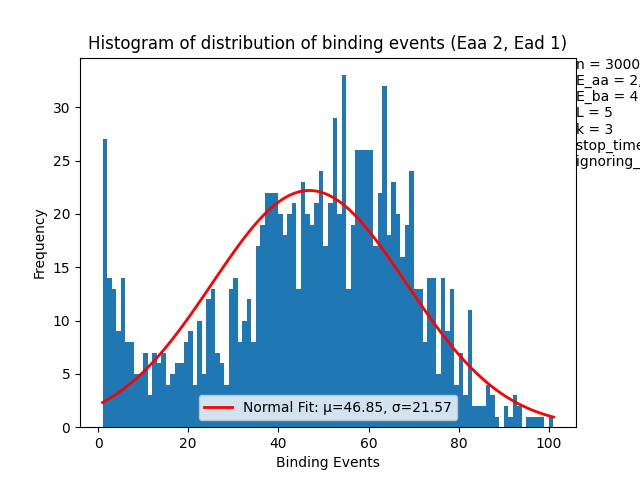 Histogram of distribution of binding events (Eaa 2, Ead 1)
n = 3000
E_aa = 2,
E_ba = 4
L = 5
k = 3
stop_time
ignoring_
Frequency
30
25
20
15
10
5
0
Normal Fit: μ=46.85, σ=21.57
0 20 40 60 80 100
Binding Events